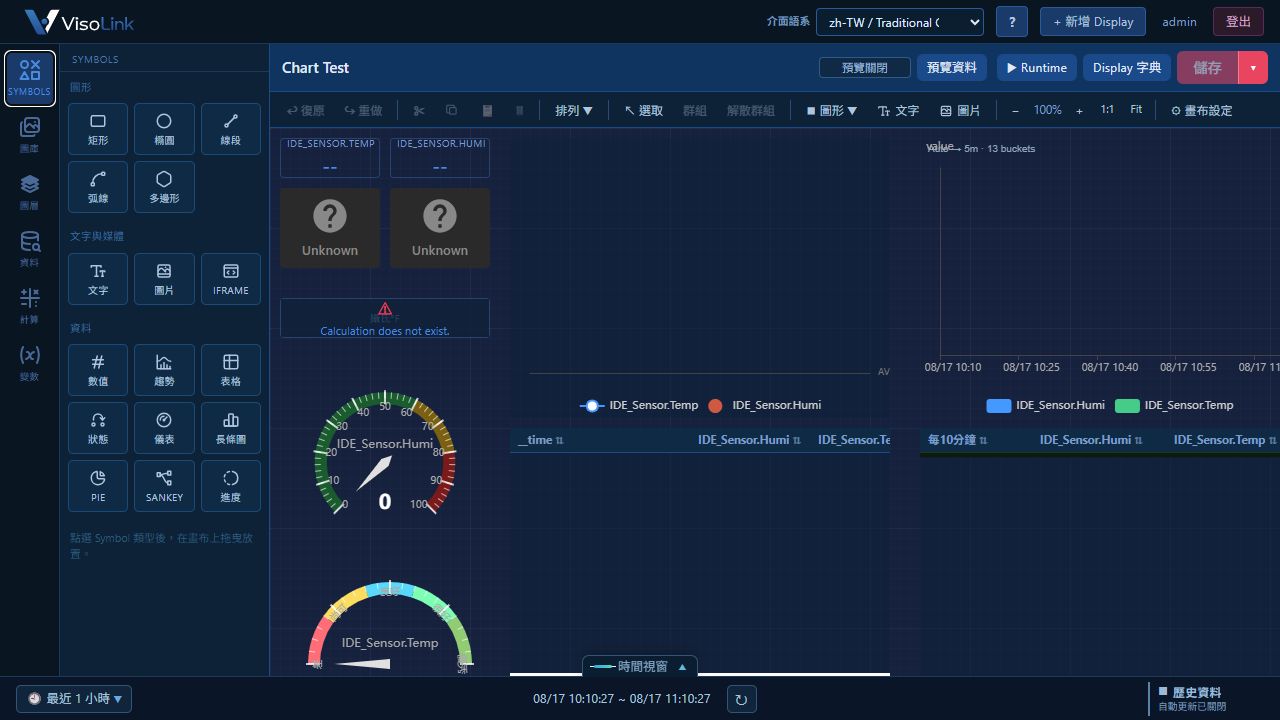 VisoLink
介面語系
zh-TW / Traditional C
?
+ 新增 Display
admin
登出
SYMBOLS
圖庫
圖層
資料
計算
變數
SYMBOLS
圖形
矩形
橢圓
線段
弧線
多邊形
文字與媒體
文字
圖片
IFRAME
資料
數值
趨勢
表格
狀態
儀表
長條圖
PIE
SANKEY
進度
點選 Symbol 類型後，在畫布上拖曳放
置。
Chart Test
預覽關閉
預覽資料
▶ Runtime
Display 字典
儲存
復原
重做
排列 ▼
選取
群組
解散群組
圖形 ▼
文字
圖片
−
100%
+
1:1
Fit
畫布設定
IDE_SENSOR.TEMP
--
IDE_SENSOR.HUMI
--
Unknown
Unknown
Calculation does not exist.
0
10
20
30
40
50
60
70
80
90
100
IDE_Sensor.Humi
0
IDE_Sensor.Temp
AV
IDE_Sensor.Temp
IDE_Sensor.Humi
__time
IDE_Sensor.Humi
IDE_Sensor.Te
value
Auto → 5m · 13 buckets
08/17 10:10
08/17 10:25
08/17 10:40
08/17 10:55
08/17 11
IDE_Sensor.Humi
IDE_Sensor.Temp
每10分鐘
IDE_Sensor.Humi
IDE_Sensor.Temp
時間視窗 ▲
最近 1 小時 ▼
08/17 10:10:27 ~ 08/17 11:10:27
歷史資料
自動更新已關閉